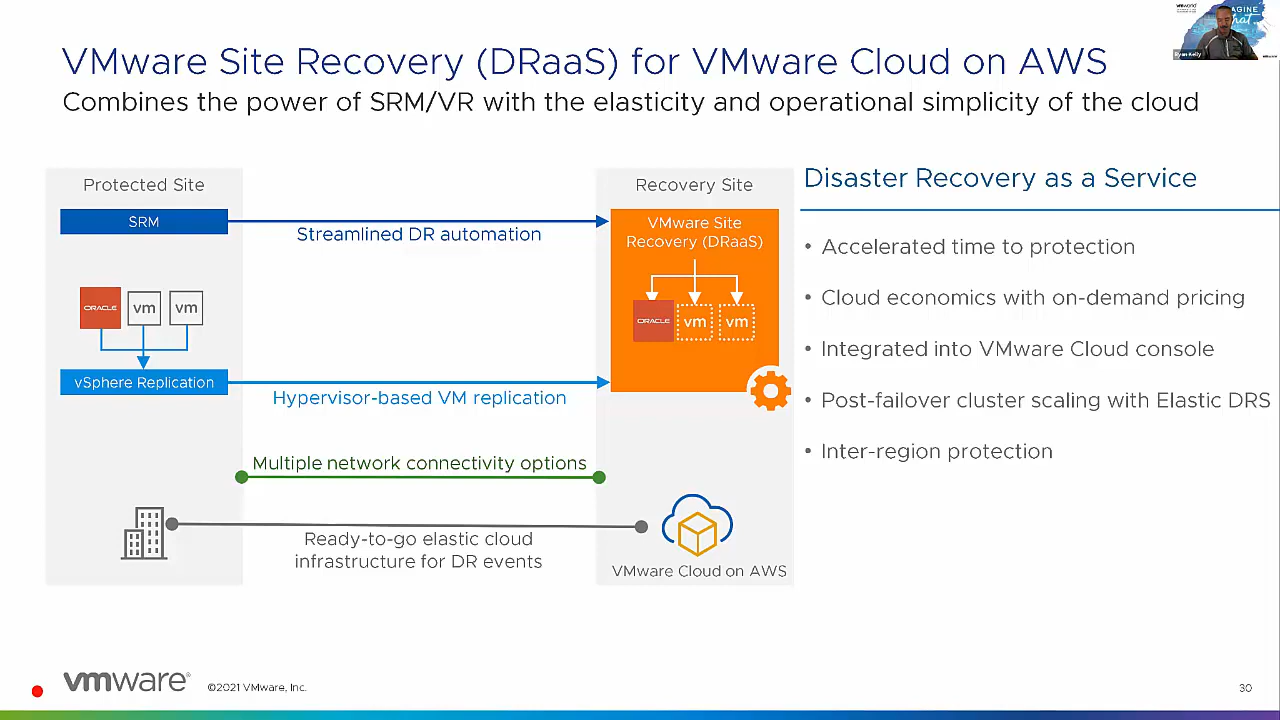 VMware Site Recovery (DRaaS) for VMware Cloud on AWS
Combines the power of SRM/VR with the elasticity and operational simplicity of the cloud
Protected Site
SRM
ORACLE
vm
vm
vSphere Replication
Streamlined DR automation
Hypervisor-based VM replication
Multiple network connectivity options
Ready-to-go elastic cloud
infrastructure for DR events
Recovery Site
VMware Site
Recovery (DRaaS)
ORACLE
vm
vm
VMware Cloud on AWS
Disaster Recovery as a Service
• Accelerated time to protection
• Cloud economics with on-demand pricing
• Integrated into VMware Cloud console
• Post-failover cluster scaling with Elastic DRS
• Inter-region protection
Ryan Kelly
vmware®
©2021 VMware, Inc.
30